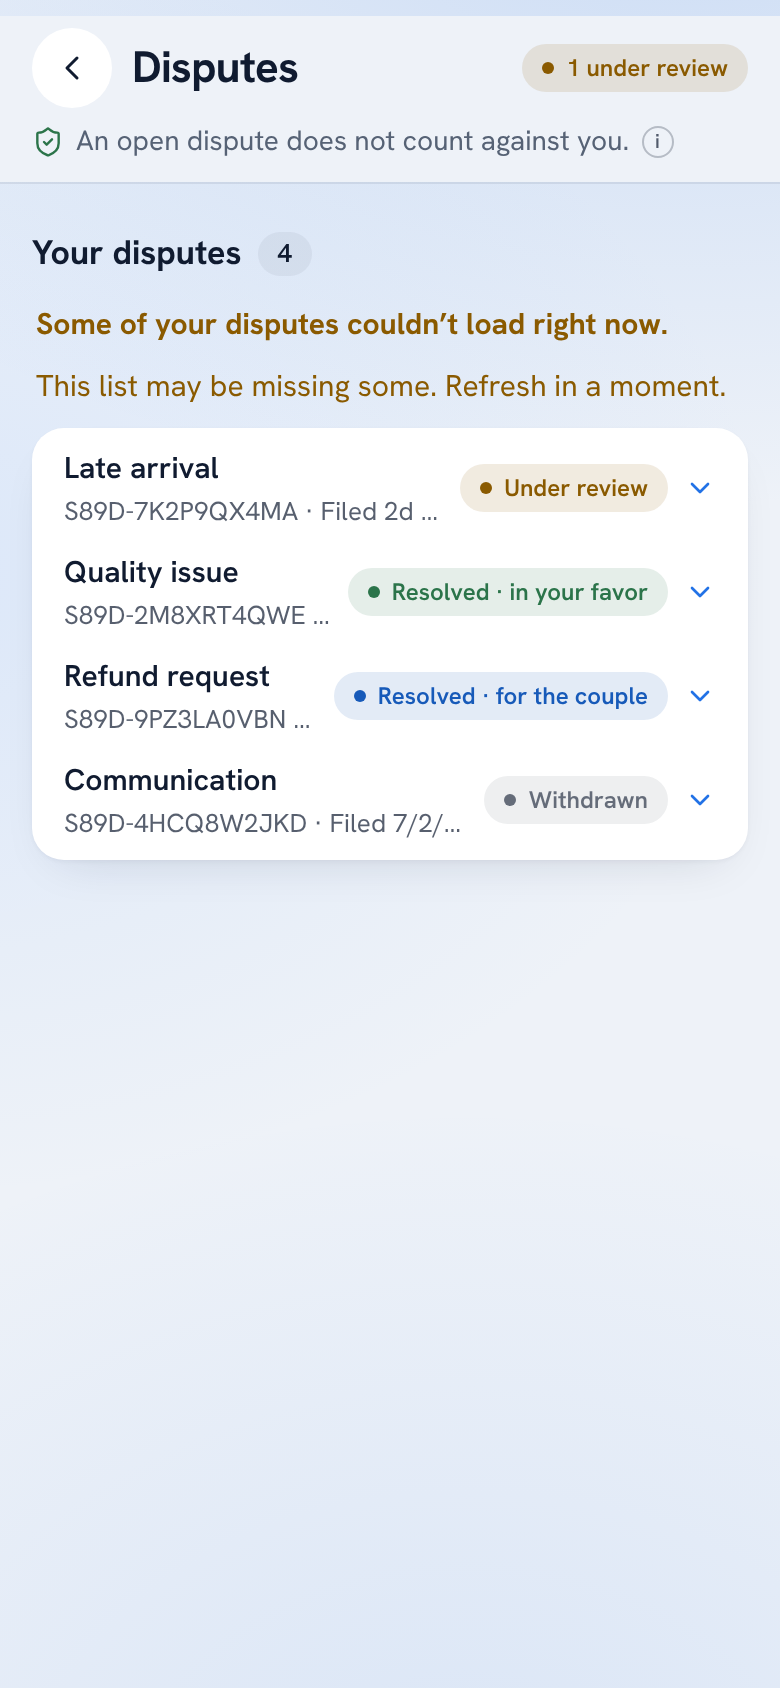 Disputes
1 under review
An open dispute does not count against you.
i
Your disputes 4
Some of your disputes couldn’t load right now.
This list may be missing some. Refresh in a moment.
Late arrival
S89D-7K2P9QX4MA · Filed 2d ...
Under review
Quality issue
S89D-2M8XRT4QWE ...
Resolved · in your favor
Refund request
S89D-9PZ3LA0VBN ...
Resolved · for the couple
Communication
S89D-4HCQ8W2JKD · Filed 7/2/...
Withdrawn